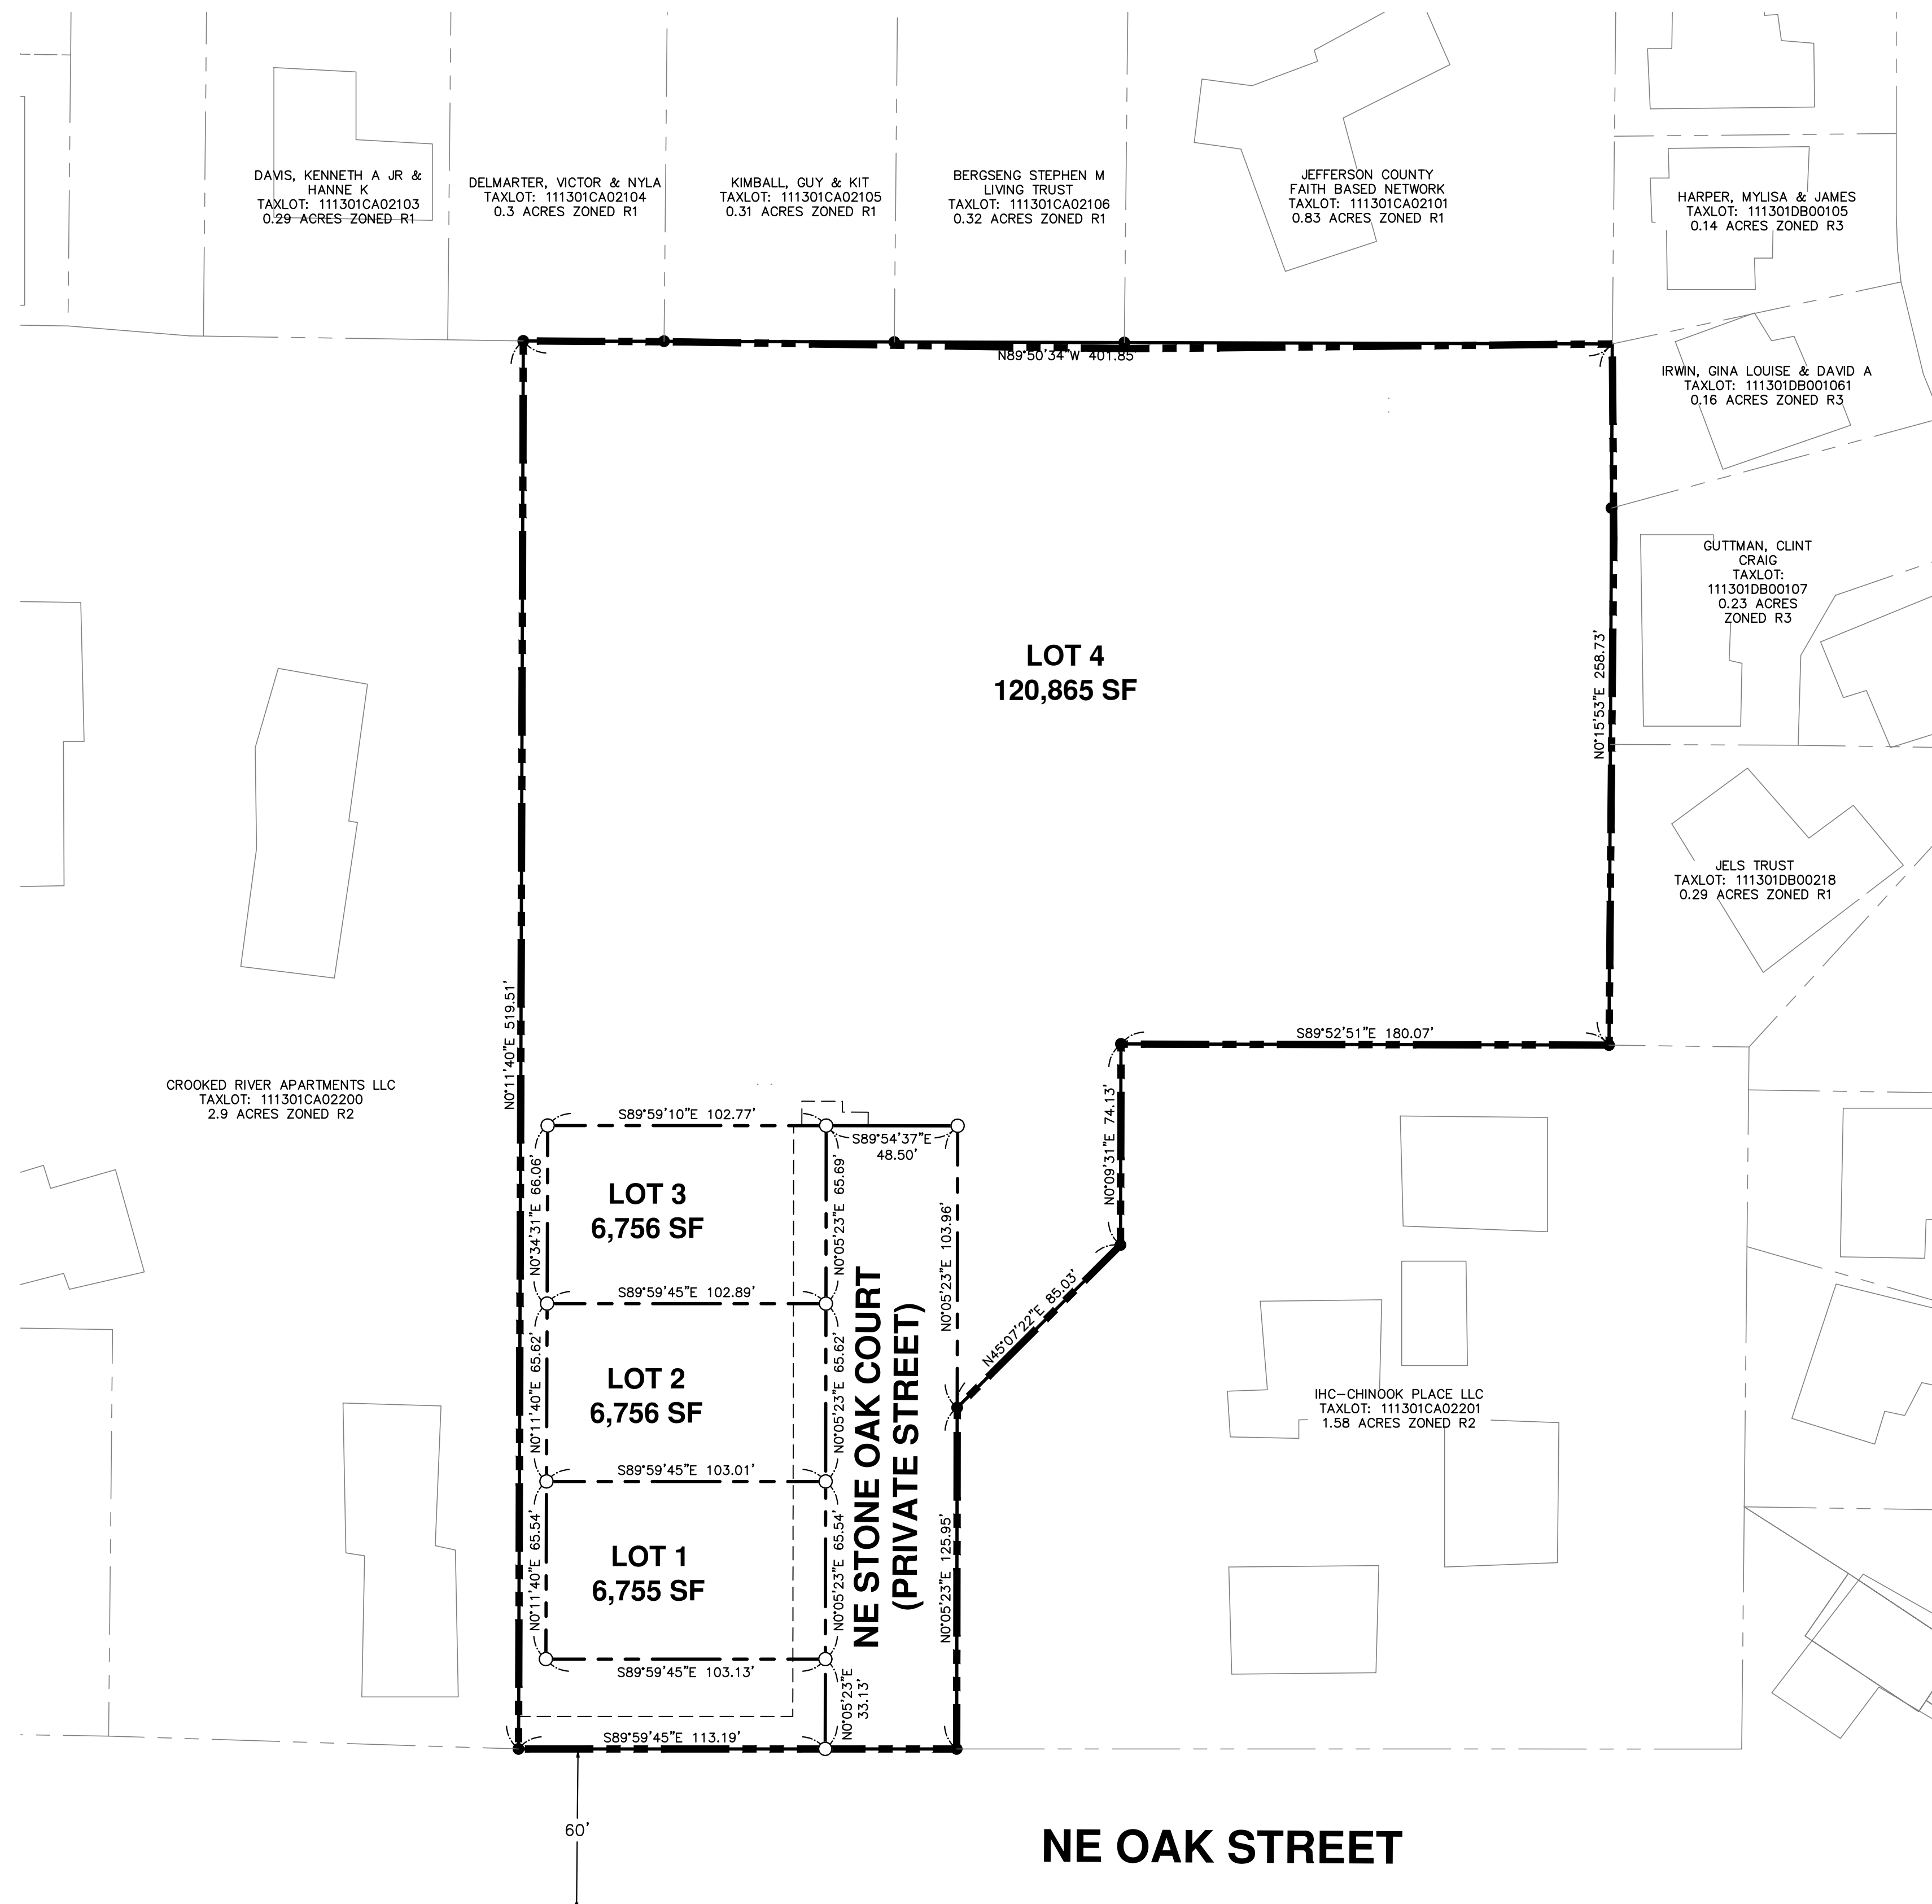 DAVIS, KENNETH A JR &
HANNE K
TAXLOT: 111301CA02103
0.29 ACRES ZONED R1
DELMARTER, VICTOR & NYLA
TAXLOT: 111301CA02104
0.3 ACRES ZONED R1
KIMBALL, GUY & KIT
TAXLOT: 111301CA02105
0.31 ACRES ZONED R1
BERGSENG STEPHEN M
LIVING TRUST
TAXLOT: 111301CA02106
0.32 ACRES ZONED R1
JEFFERSON COUNTY
FAITH BASED NETWORK
TAXLOT: 111301CA02101
0.83 ACRES ZONED R1
HARPER, MYLISA & JAMES
TAXLOT: 111301DB00105
0.14 ACRES ZONED R3
N89°50'34"W 401.85'
IRWIN, GINA LOUISE & DAVID A
TAXLOT: 111301DB001061
0.16 ACRES ZONED R3
GUTTMAN, CLINT
CRAIG
TAXLOT:
111301DB00107
0.23 ACRES
ZONED R3
LOT 4
120,865 SF
N0°15'53"E 258.73'
JELS TRUST
TAXLOT: 111301DB00218
0.29 ACRES ZONED R1
N0°11'40"E 519.51'
S89°52'51"E 180.07'
CROOKED RIVER APARTMENTS LLC
TAXLOT: 111301CA02200
2.9 ACRES ZONED R2
S89°59'10"E 102.77'
S89°54'37"E
48.50'
N0°09'31"E 74.13'
N0°34'31"E 66.06'
LOT 3
6,756 SF
N0°05'23"E 65.69'
N0°05'23"E 103.96'
S89°59'45"E 102.89'
N45°07'22"E 85.03'
N0°11'40"E 65.62'
LOT 2
6,756 SF
N0°05'23"E 65.62'
NE STONE OAK COURT
(PRIVATE STREET)
IHC-CHINOOK PLACE LLC
TAXLOT: 111301CA02201
1.58 ACRES ZONED R2
S89°59'45"E 103.01'
N0°11'40"E 65.54'
LOT 1
6,755 SF
N0°05'23"E 65.54'
N0°05'23"E 125.95'
S89°59'45"E 103.13'
N0°05'23"E
33.13'
S89°59'45"E 113.19'
60'
NE OAK STREET